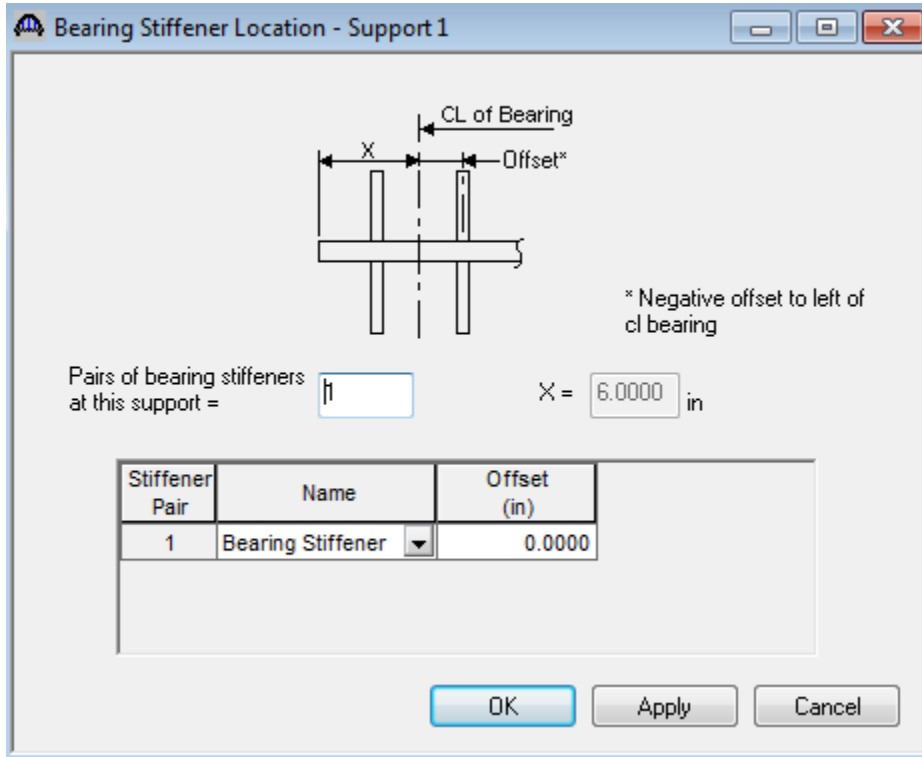 Bearing Stiffener Location - Support 1
CL of Bearing
X
Offset*
* Negative offset to left of
cl bearing
Pairs of bearing stiffeners
at this support =
1
X =
6.0000
in
Stiffener
Pair
Name
Offset
(in)
1
Bearing Stiffener
0.0000
OK
Apply
Cancel